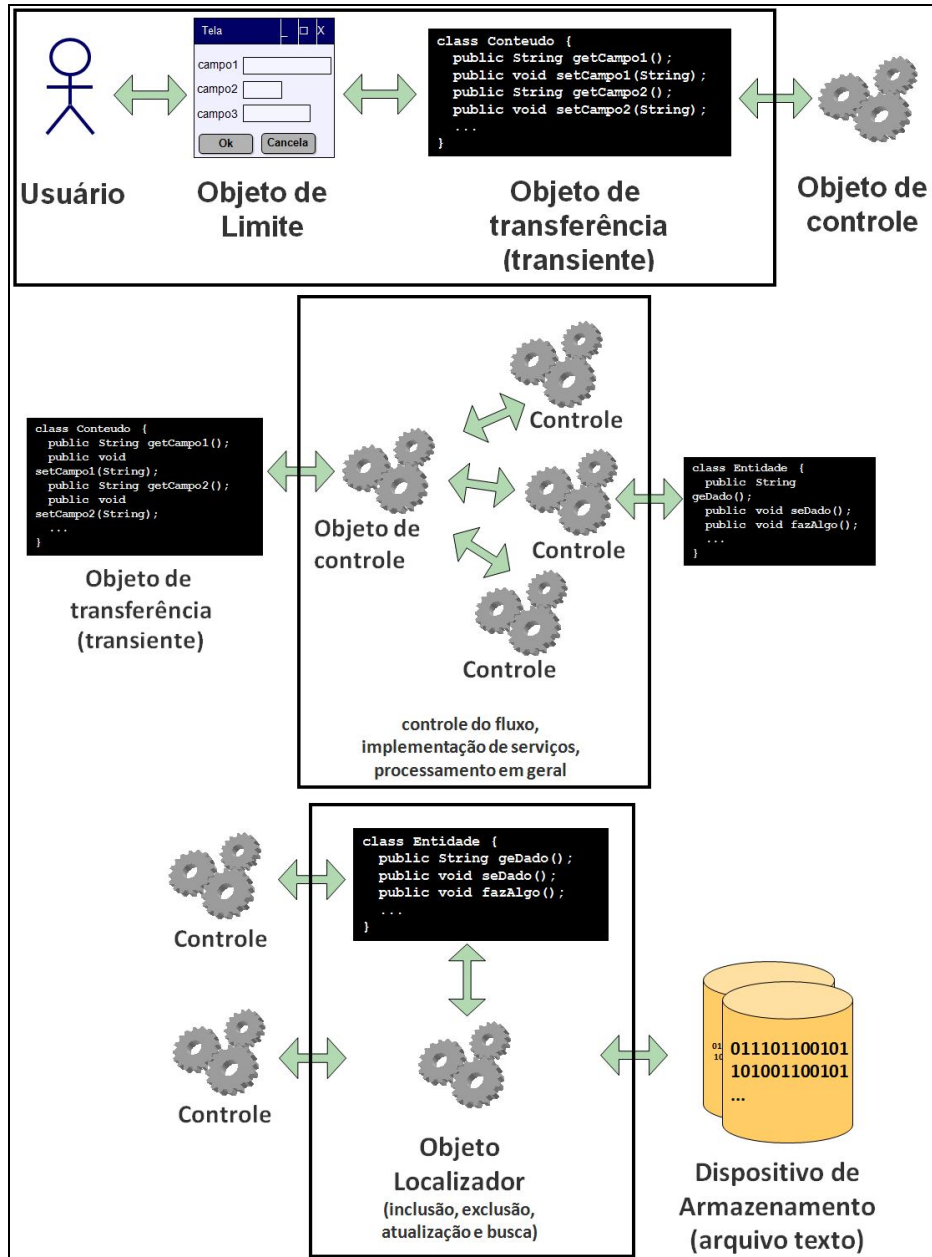 Tela _ □ X
campo1
campo2
campo3
Ok Cancela
class Conteudo {
public String getCampo1();
public void setCampo1(String);
public String getCampo2();
public void setCampo2(String);
...
}
Usuário
Objeto de
Limite
Objeto de
transferência
(transiente)
Objeto de
controle
class Conteudo {
public String getCampo1();
public void
setCampo1(String);
public String getCampo2();
public void
setCampo2(String);
...
}
Objeto de
transferência
(transiente)
Objeto de
controle
Controle
Controle
Controle
controle do fluxo,
implementação de serviços,
processamento em geral
class Entidade {
public String
geDado();
public void seDado();
public void fazAlgo();
...
}
Controle
class Entidade {
public String geDado();
public void seDado();
public void fazAlgo();
...
}
Controle
Objeto
Localizador
(inclusão, exclusão,
atualização e busca)
01
10
011101100101
101001100101
...
Dispositivo de
Armazenamento
(arquivo texto)